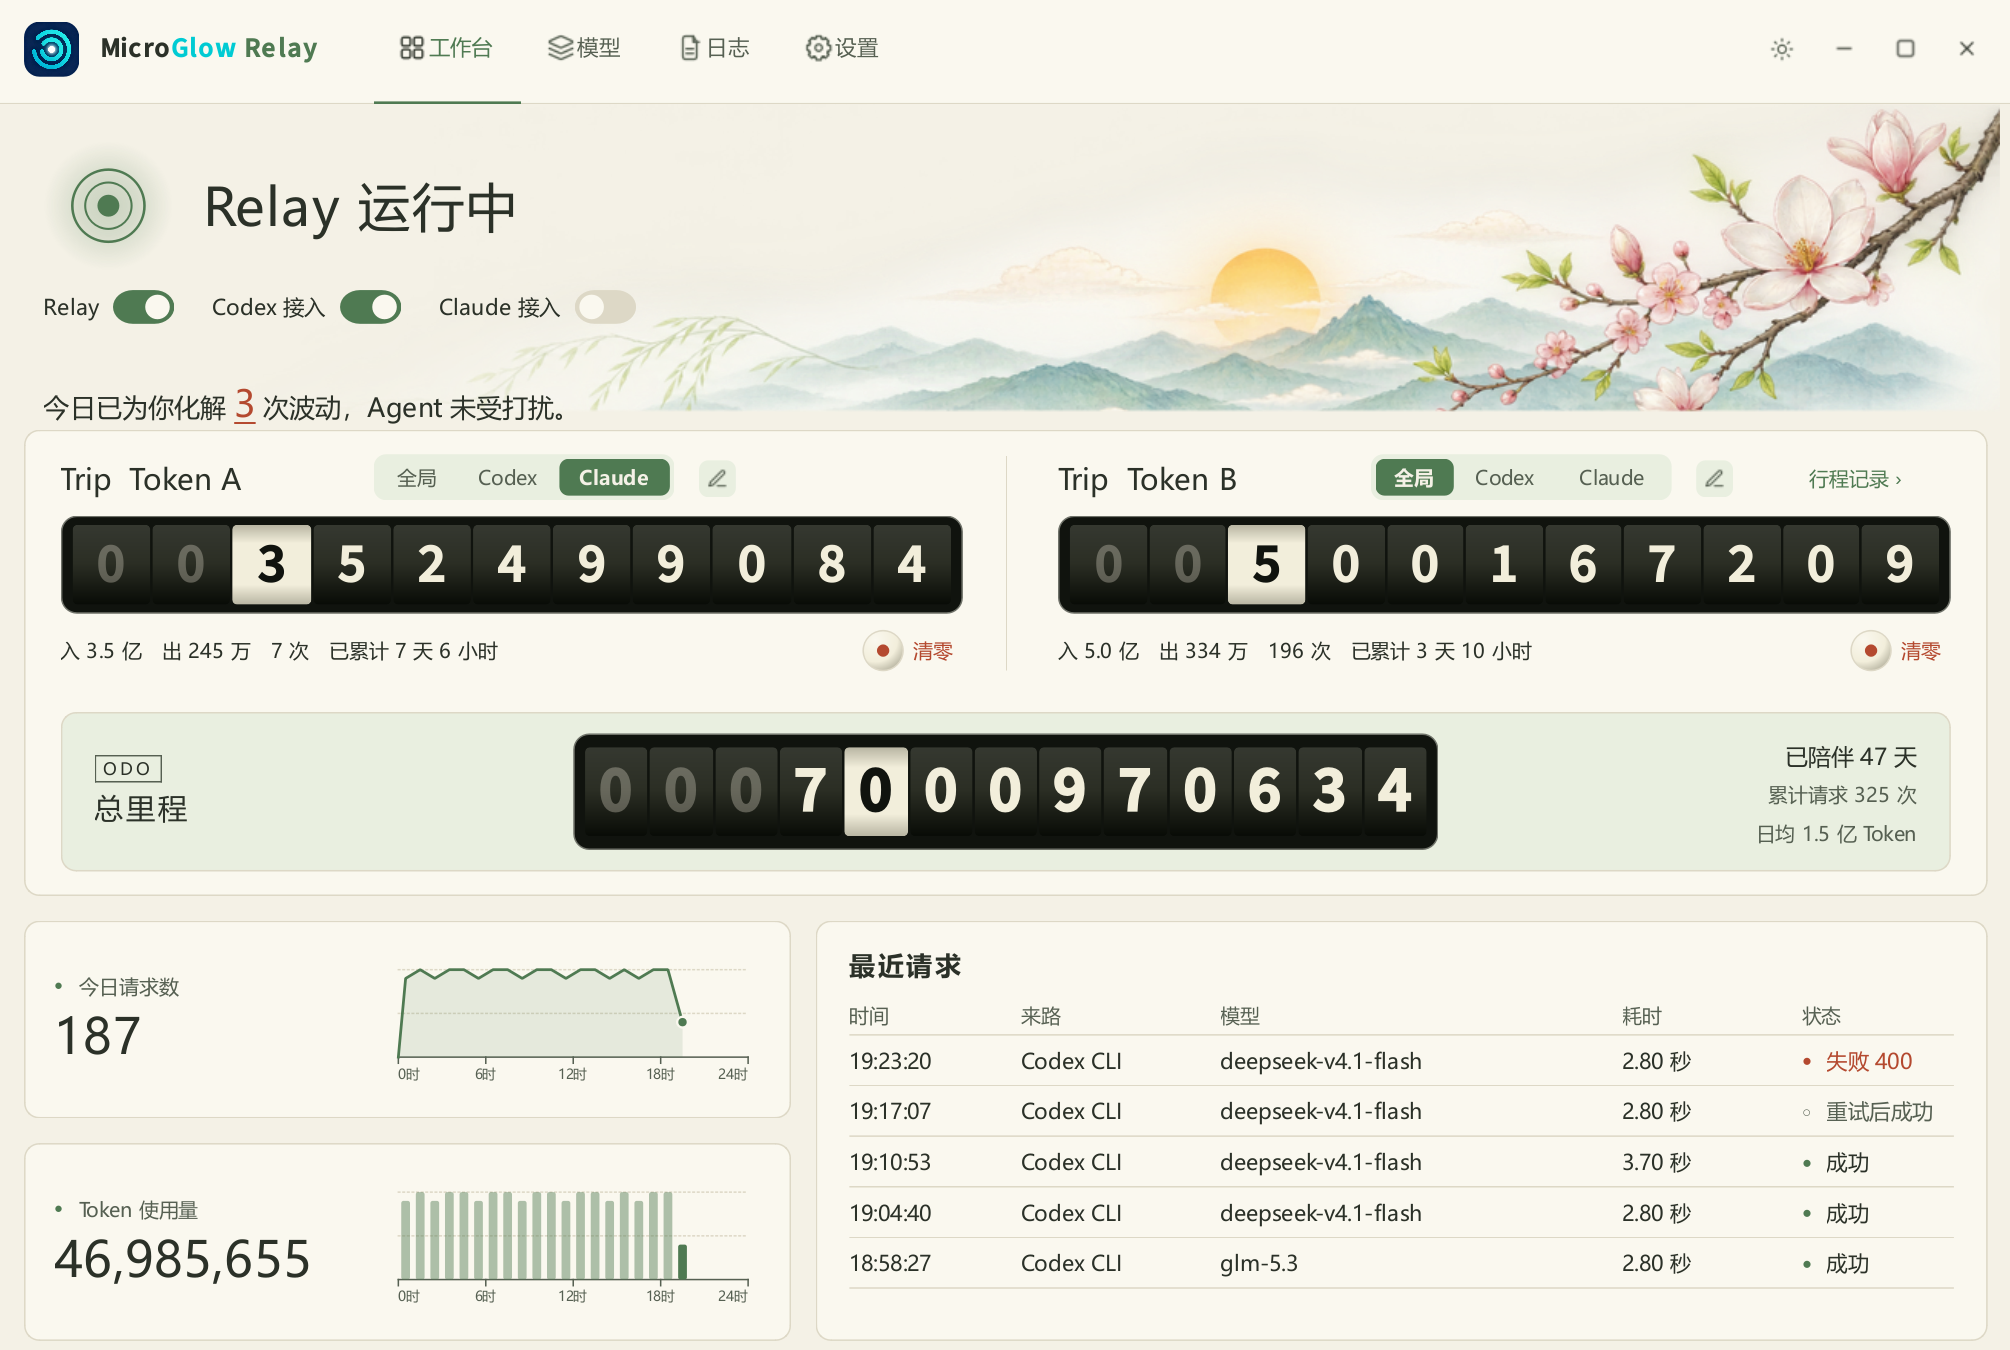 MicroGlow Relay 工作台 模型 日志 设置
Relay 运行中
Relay Codex 接入 Claude 接入
今日已为你化解 3 次波动，Agent 未受打扰。
Trip Token A 全局 Codex Claude
0 0 3 5 2 4 9 9 0 8 4
入 3.5 亿 出 245 万 7 次 已累计 7 天 6 小时 清零
Trip Token B 全局 Codex Claude 行程记录 ›
0 0 5 0 0 1 6 7 2 0 9
入 5.0 亿 出 334 万 196 次 已累计 3 天 10 小时 清零
ODO
总里程
0 0 0 7 0 0 0 9 7 0 6 3 4
已陪伴 47 天
累计请求 325 次
日均 1.5 亿 Token
今日请求数
187
0时 6时 12时 18时 24时
Token 使用量
46,985,655
0时 6时 12时 18时 24时
最近请求
时间 来路 模型 耗时 状态
19:23:20 Codex CLI deepseek-v4.1-flash 2.80 秒 失败 400
19:17:07 Codex CLI deepseek-v4.1-flash 2.80 秒 重试后成功
19:10:53 Codex CLI deepseek-v4.1-flash 3.70 秒 成功
19:04:40 Codex CLI deepseek-v4.1-flash 2.80 秒 成功
18:58:27 Codex CLI glm-5.3 2.80 秒 成功